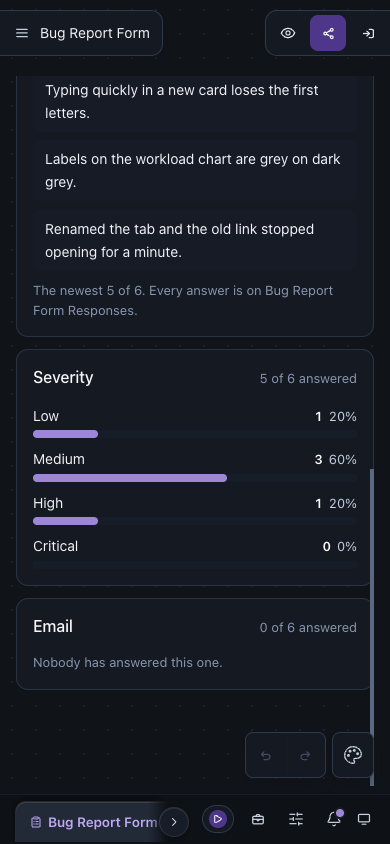 Bug Report Form
Typing quickly in a new card loses the first
letters.
Labels on the workload chart are grey on dark
grey.
Renamed the tab and the old link stopped
opening for a minute.
The newest 5 of 6. Every answer is on Bug Report
Form Responses.
Severity 5 of 6 answered
Low 1 20%
Medium 3 60%
High 1 20%
Critical 0 0%
Email 0 of 6 answered
Nobody has answered this one.
Bug Report Form